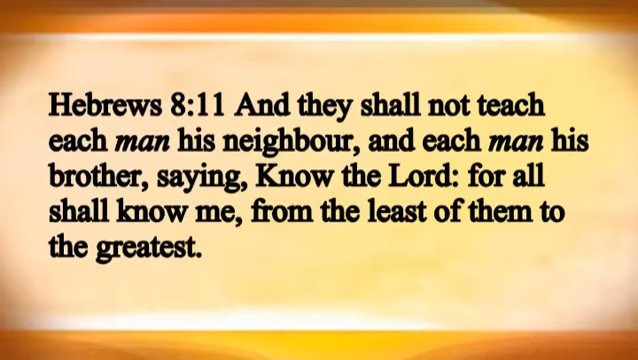 Hebrews 8:11 And they shall not teach
each man his neighbour, and each man his
brother, saying, Know the Lord: for all
shall know me, from the least of them to
the greatest.